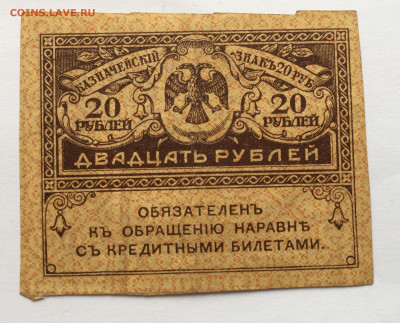 COINS.LAVE.RU
КАЗНАЧЕЙСКІЙ ЗНАКЪ 20 РУБ.
20 20
РУБЛЕЙ РУБЛЕЙ
ДВАДЦАТЬ РУБЛЕЙ
ОБЯЗАТЕЛЕНЪ
КЪ ОБРАЩЕНІЮ НАРАВНѢ
СЪ КРЕДИТНЫМИ БИЛЕТАМИ.